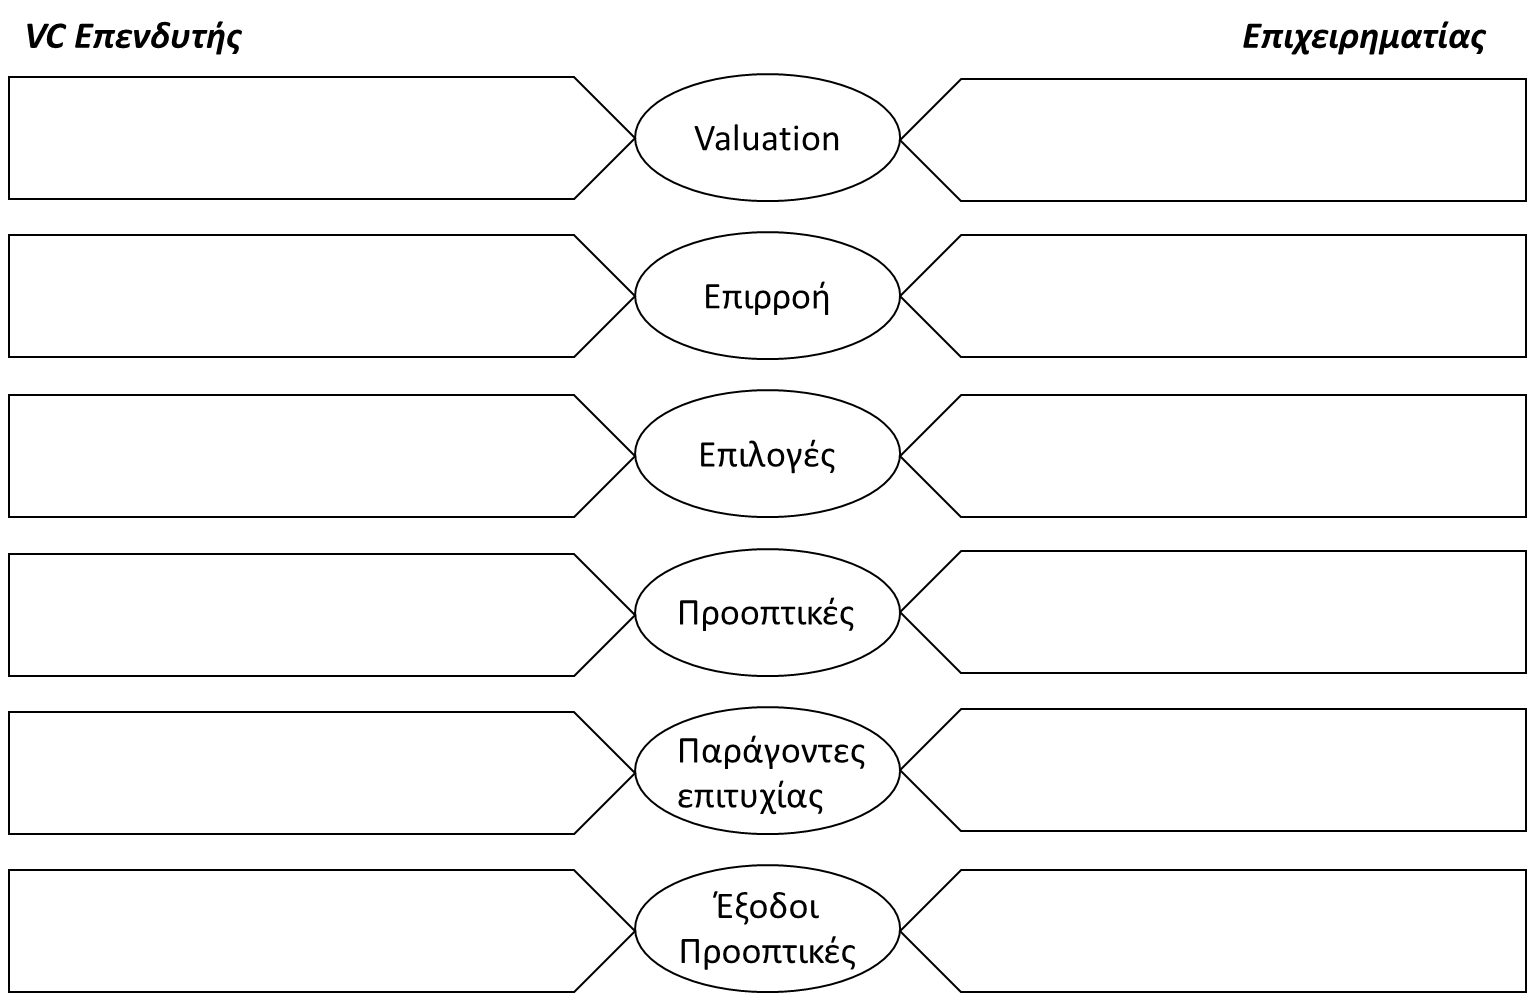 VC Επενδυτής
Επιχειρηματίας
Valuation
Επιρροή
Επιλογές
Προοπτικές
Παράγοντες
επιτυχίας
Έξοδοι
Προοπτικές